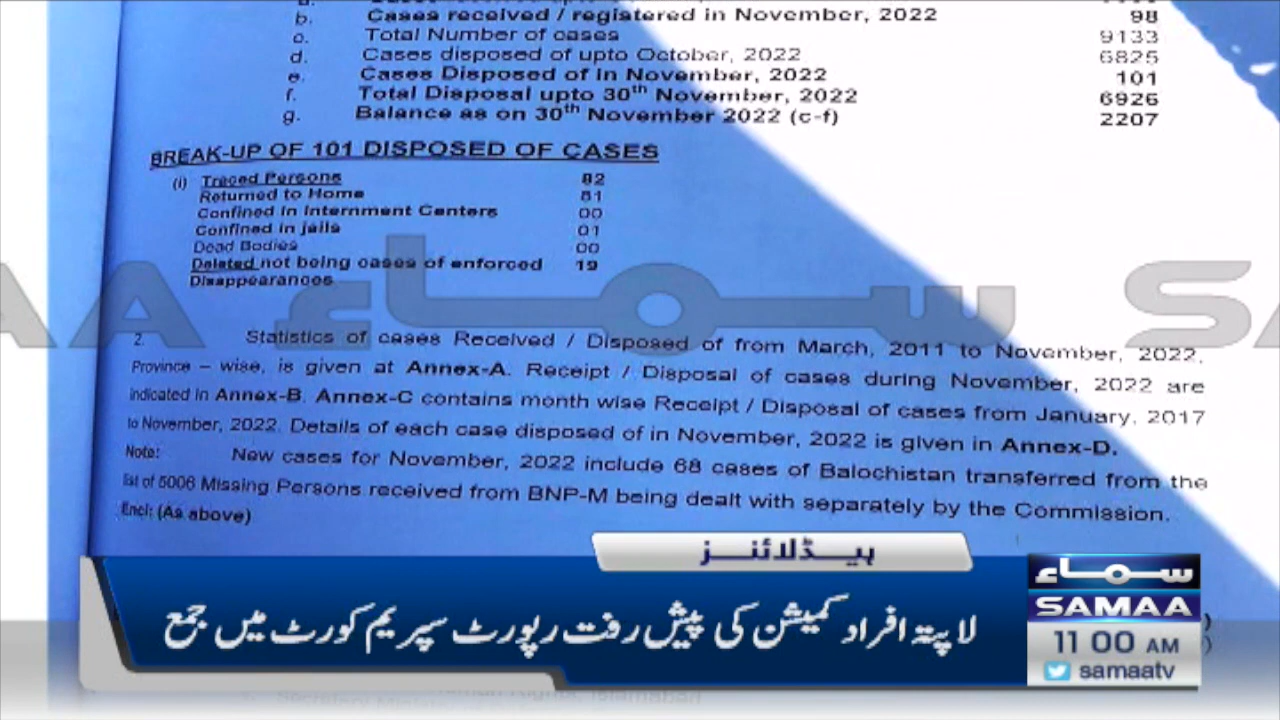 b. Cases received / registered in November, 2022 98
c. Total Number of cases 9133
d. Cases disposed of upto October, 2022 6825
e. Cases Disposed of in November, 2022 101
f. Total Disposal upto 30th November, 2022 6926
g. Balance as on 30th November 2022 (c-f) 2207
BREAK-UP OF 101 DISPOSED OF CASES
(i) Traced Persons 82
Returned to Home 81
Confined in Internment Centers 00
Confined in jails 01
Dead Bodies 00
Deleted not being cases of enforced 19
Disappearances
2. Statistics of cases Received / Disposed of from March, 2011 to November, 2022,
Province – wise, is given at Annex-A. Receipt / Disposal of cases during November, 2022 are
indicated in Annex-B. Annex-C contains month wise Receipt / Disposal of cases from January, 2017
to November, 2022. Details of each case disposed of in November, 2022 is given in Annex-D.
Note: New cases for November, 2022 include 68 cases of Balochistan transferred from the
list of 5006 Missing Persons received from BNP-M being dealt with separately by the Commission.
Encl: (As above)
ہیڈلائنز
لاپتہ افراد کمیشن کی پیش رفت رپورٹ سپریم کورٹ میں جمع
سماء
SAMAA
11 00 AM
samaatv